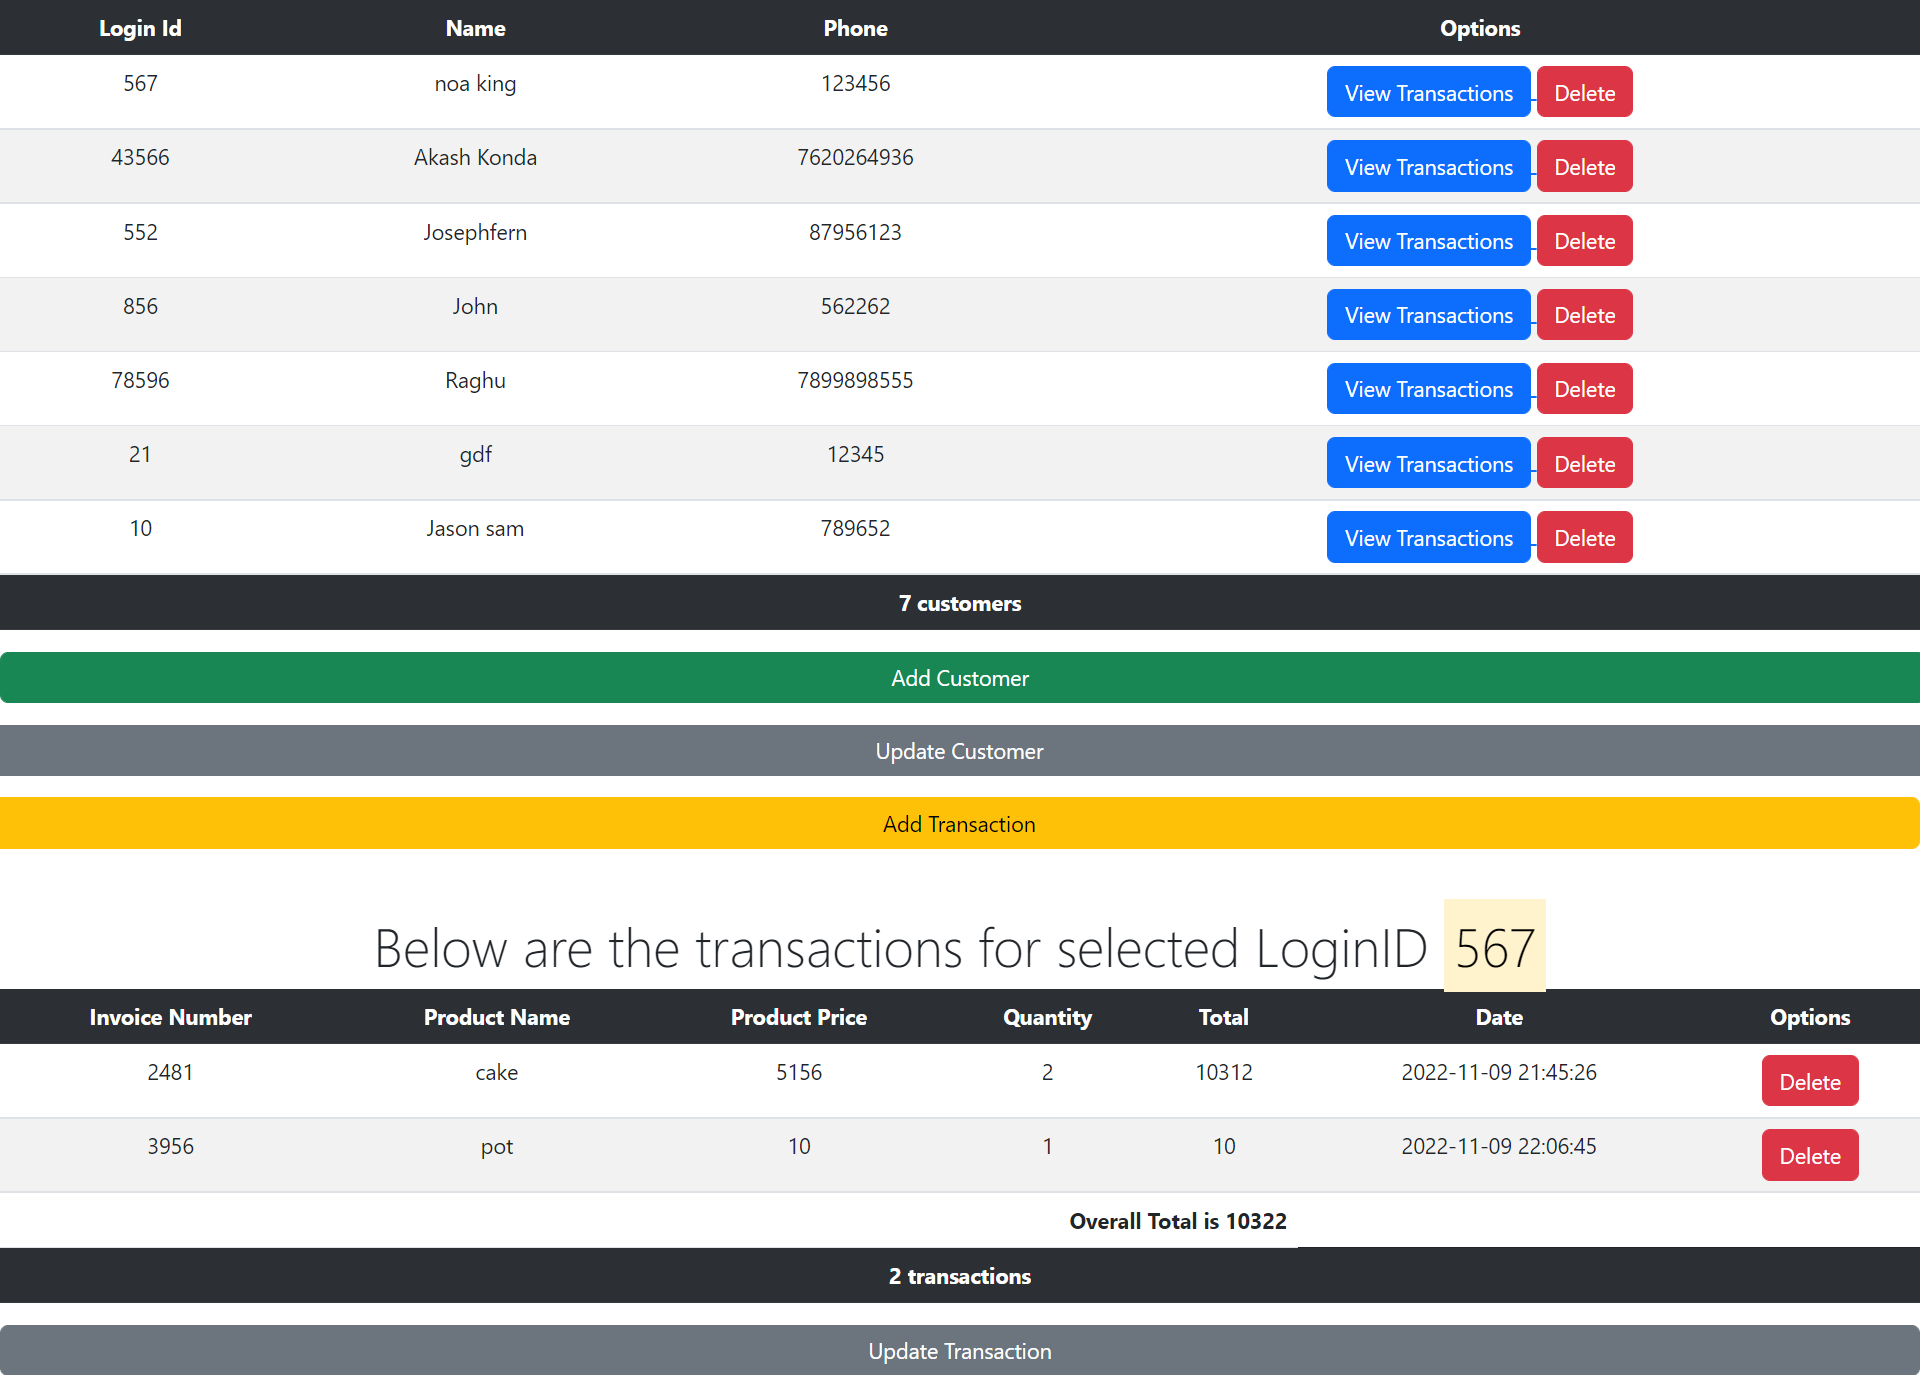 Login Id Name Phone Options
567 noa king 123456 View Transactions Delete
43566 Akash Konda 7620264936 View Transactions Delete
552 Josephfern 87956123 View Transactions Delete
856 John 562262 View Transactions Delete
78596 Raghu 7899898555 View Transactions Delete
21 gdf 12345 View Transactions Delete
10 Jason sam 789652 View Transactions Delete
7 customers
Add Customer
Update Customer
Add Transaction
Below are the transactions for selected LoginID 567
Invoice Number Product Name Product Price Quantity Total Date Options
2481 cake 5156 2 10312 2022-11-09 21:45:26 Delete
3956 pot 10 1 10 2022-11-09 22:06:45 Delete
Overall Total is 10322
2 transactions
Update Transaction